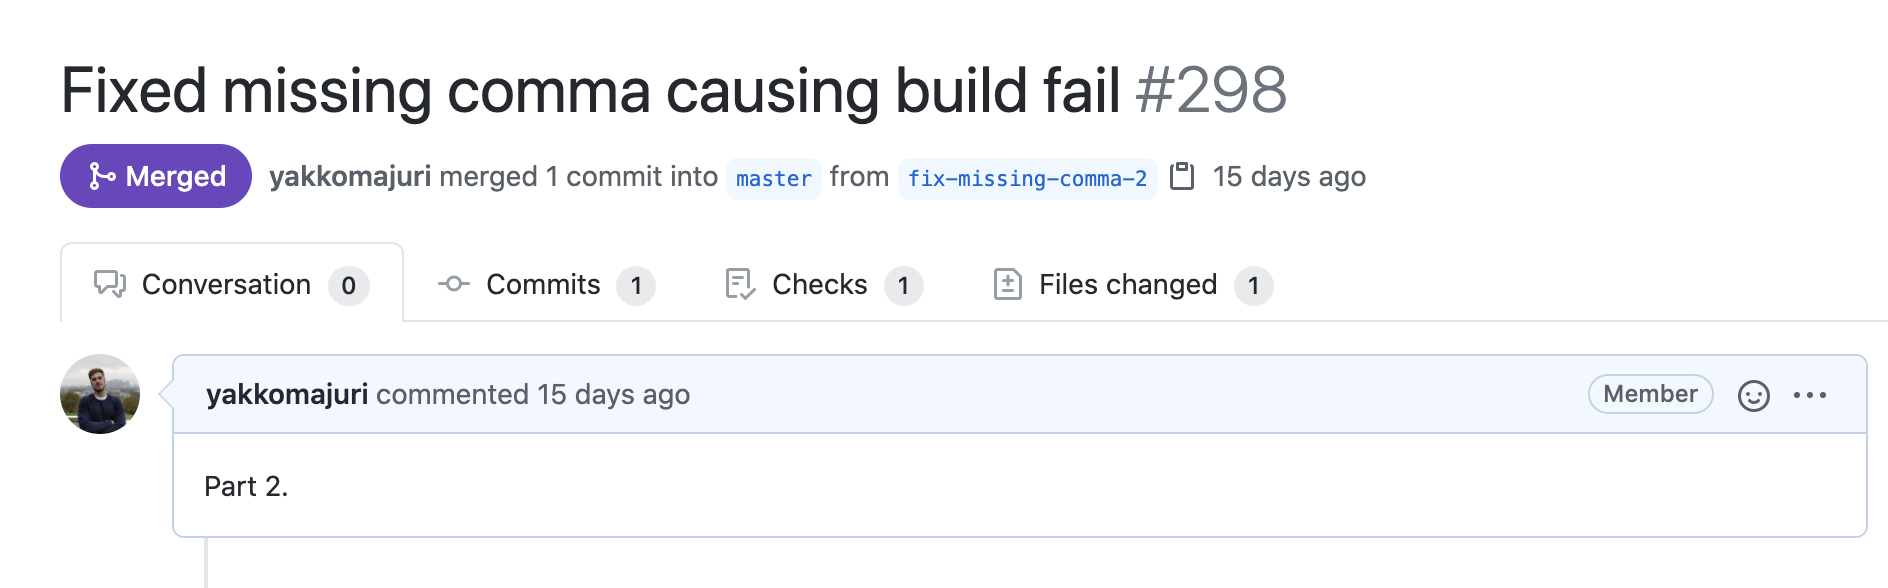 Fixed missing comma causing build fail #298
Merged yakkomajuri merged 1 commit into master from fix-missing-comma-2 15 days ago
Conversation 0 Commits 1 Checks 1 Files changed 1
yakkomajuri commented 15 days ago Member
Part 2.